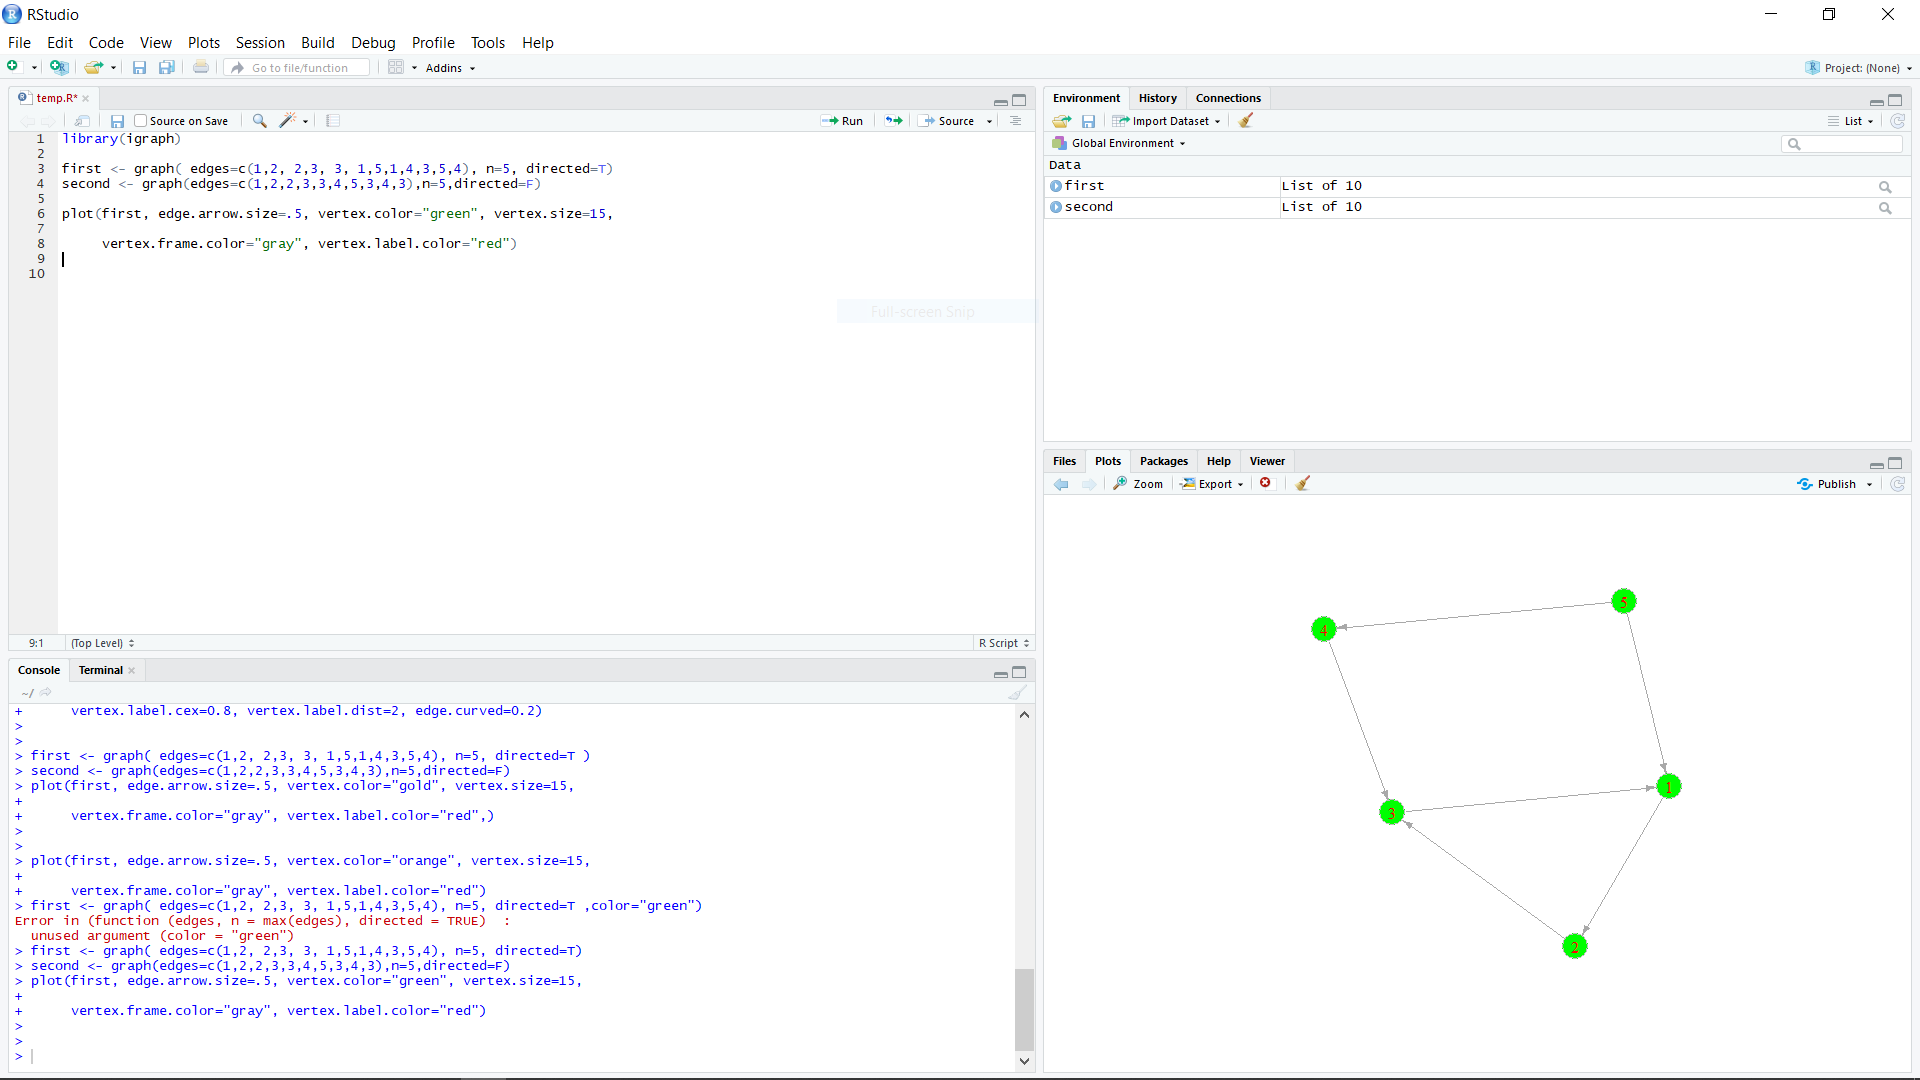 RStudio
File Edit Code View Plots Session Build Debug Profile Tools Help
Go to file/function Addins Project: (None)
temp.R*
Source on Save Run Source
1 library(igraph)
2
3 first <- graph( edges=c(1,2, 2,3, 3, 1,5,1,4,3,5,4), n=5, directed=T)
4 second <- graph(edges=c(1,2,2,3,3,4,5,3,4,3),n=5,directed=F)
5
6 plot(first, edge.arrow.size=.5, vertex.color="green", vertex.size=15,
7
8      vertex.frame.color="gray", vertex.label.color="red")
9
10
Full-screen Snip
9:1 (Top Level) R Script
Console Terminal
~/
+      vertex.label.cex=0.8, vertex.label.dist=2, edge.curved=0.2)
>
>
> first <- graph( edges=c(1,2, 2,3, 3, 1,5,1,4,3,5,4), n=5, directed=T )
> second <- graph(edges=c(1,2,2,3,3,4,5,3,4,3),n=5,directed=F)
> plot(first, edge.arrow.size=.5, vertex.color="gold", vertex.size=15,
+
+      vertex.frame.color="gray", vertex.label.color="red",)
>
>
> plot(first, edge.arrow.size=.5, vertex.color="orange", vertex.size=15,
+
+      vertex.frame.color="gray", vertex.label.color="red")
> first <- graph( edges=c(1,2, 2,3, 3, 1,5,1,4,3,5,4), n=5, directed=T ,color="green")
Error in (function (edges, n = max(edges), directed = TRUE)  :
  unused argument (color = "green")
> first <- graph( edges=c(1,2, 2,3, 3, 1,5,1,4,3,5,4), n=5, directed=T)
> second <- graph(edges=c(1,2,2,3,3,4,5,3,4,3),n=5,directed=F)
> plot(first, edge.arrow.size=.5, vertex.color="green", vertex.size=15,
+
+      vertex.frame.color="gray", vertex.label.color="red")
>
>
>
Environment History Connections
Import Dataset List
Global Environment
Data
first List of 10
second List of 10
Files Plots Packages Help Viewer
Zoom Export Publish
5
4
1
3
2